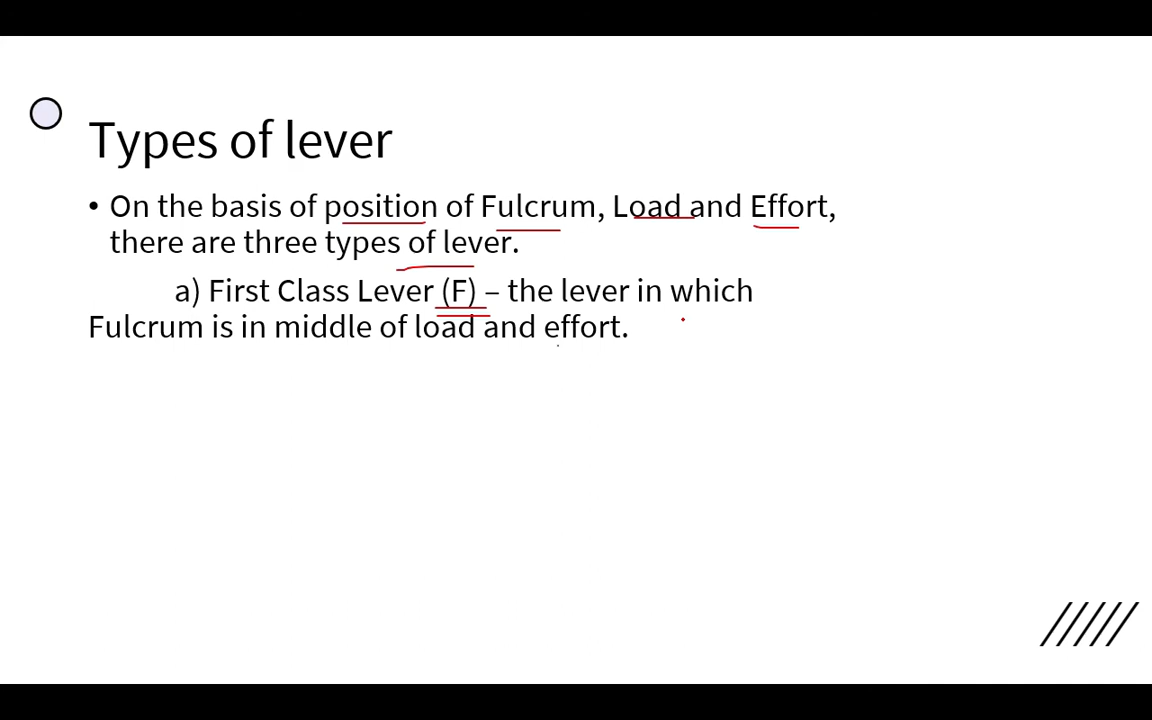 Types of lever
• On the basis of position of Fulcrum, Load and Effort,
there are three types of lever.
a) First Class Lever (F) – the lever in which
Fulcrum is in middle of load and effort.